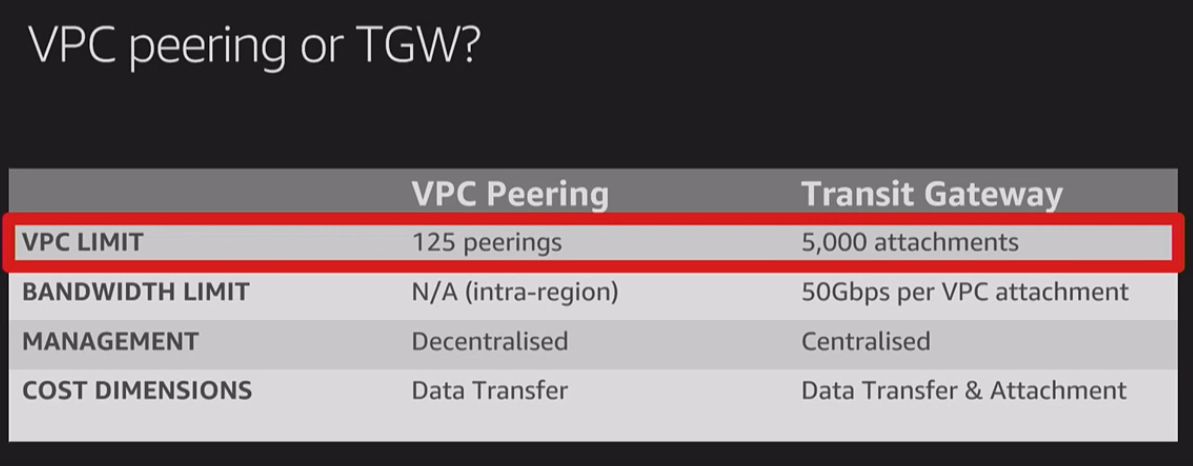 VPC peering or TGW?
VPC Peering Transit Gateway
VPC LIMIT 125 peerings 5,000 attachments
BANDWIDTH LIMIT N/A (intra-region) 50Gbps per VPC attachment
MANAGEMENT Decentralised Centralised
COST DIMENSIONS Data Transfer Data Transfer & Attachment